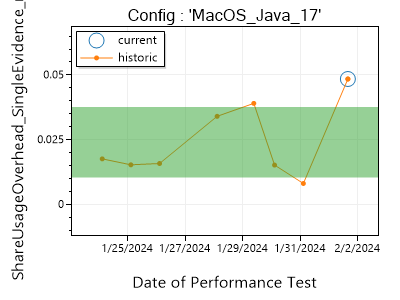 Config : 'MacOS_Java_17'
current
historic
0.05
0.025
0
1/25/2024
1/27/2024
1/29/2024
1/31/2024
2/2/2024
Date of Performance Test
ShareUsageOverhead_SingleEvidence_